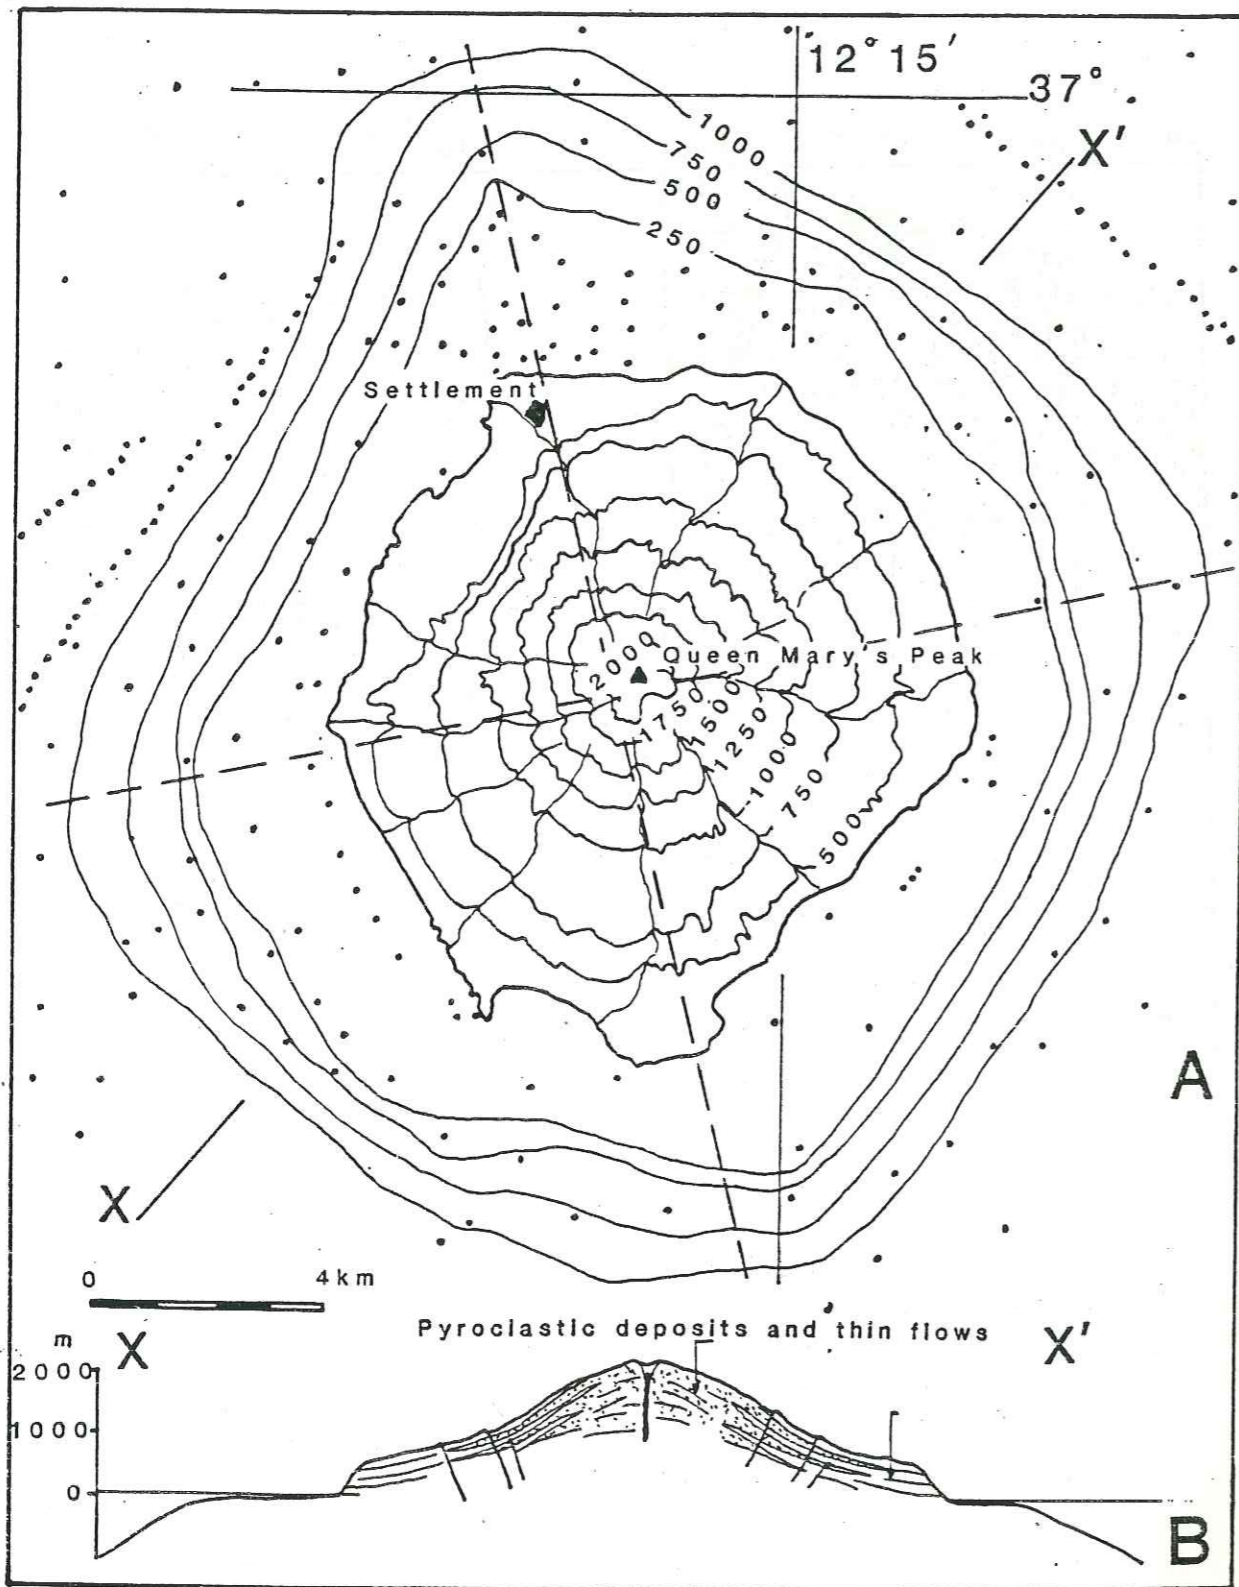 12°15′
37°
X'
1000
750
500
250
Settlement
Queen Mary's Peak
2000
1750
1500
1250
1000
750
500
A
X
0 4km
Pyroclastic deposits and thin flows
m X X'
2000
1000
0
B